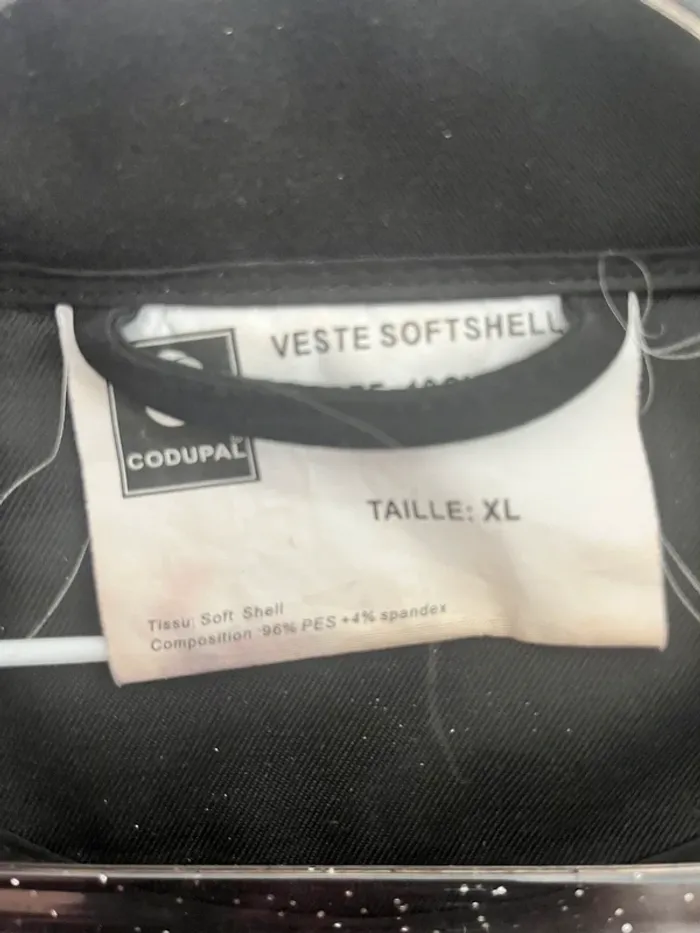 VESTE SOFTSHELL
CODUPAL
TAILLE: XL
Tissu: Soft Shell
Composition :96% PES +4% spandex